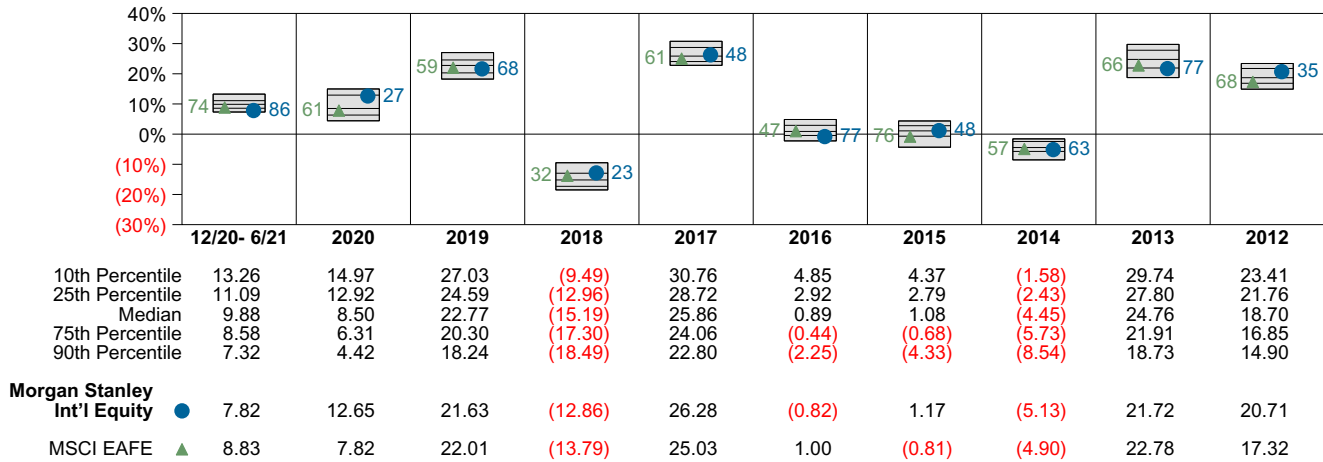 40%
30%
20%
10%
0%
(10%)
(20%)
(30%)
74 86 61 27 59 68 32 23 61 48 47 77 76 48 57 63 66 77 68 35
12/20- 6/21 2020 2019 2018 2017 2016 2015 2014 2013 2012
10th Percentile 13.26 14.97 27.03 (9.49) 30.76 4.85 4.37 (1.58) 29.74 23.41
25th Percentile 11.09 12.92 24.59 (12.96) 28.72 2.92 2.79 (2.43) 27.80 21.76
Median 9.88 8.50 22.77 (15.19) 25.86 0.89 1.08 (4.45) 24.76 18.70
75th Percentile 8.58 6.31 20.30 (17.30) 24.06 (0.44) (0.68) (5.73) 21.91 16.85
90th Percentile 7.32 4.42 18.24 (18.49) 22.80 (2.25) (4.33) (8.54) 18.73 14.90
Morgan Stanley
Int'l Equity 7.82 12.65 21.63 (12.86) 26.28 (0.82) 1.17 (5.13) 21.72 20.71
MSCI EAFE 8.83 7.82 22.01 (13.79) 25.03 1.00 (0.81) (4.90) 22.78 17.32